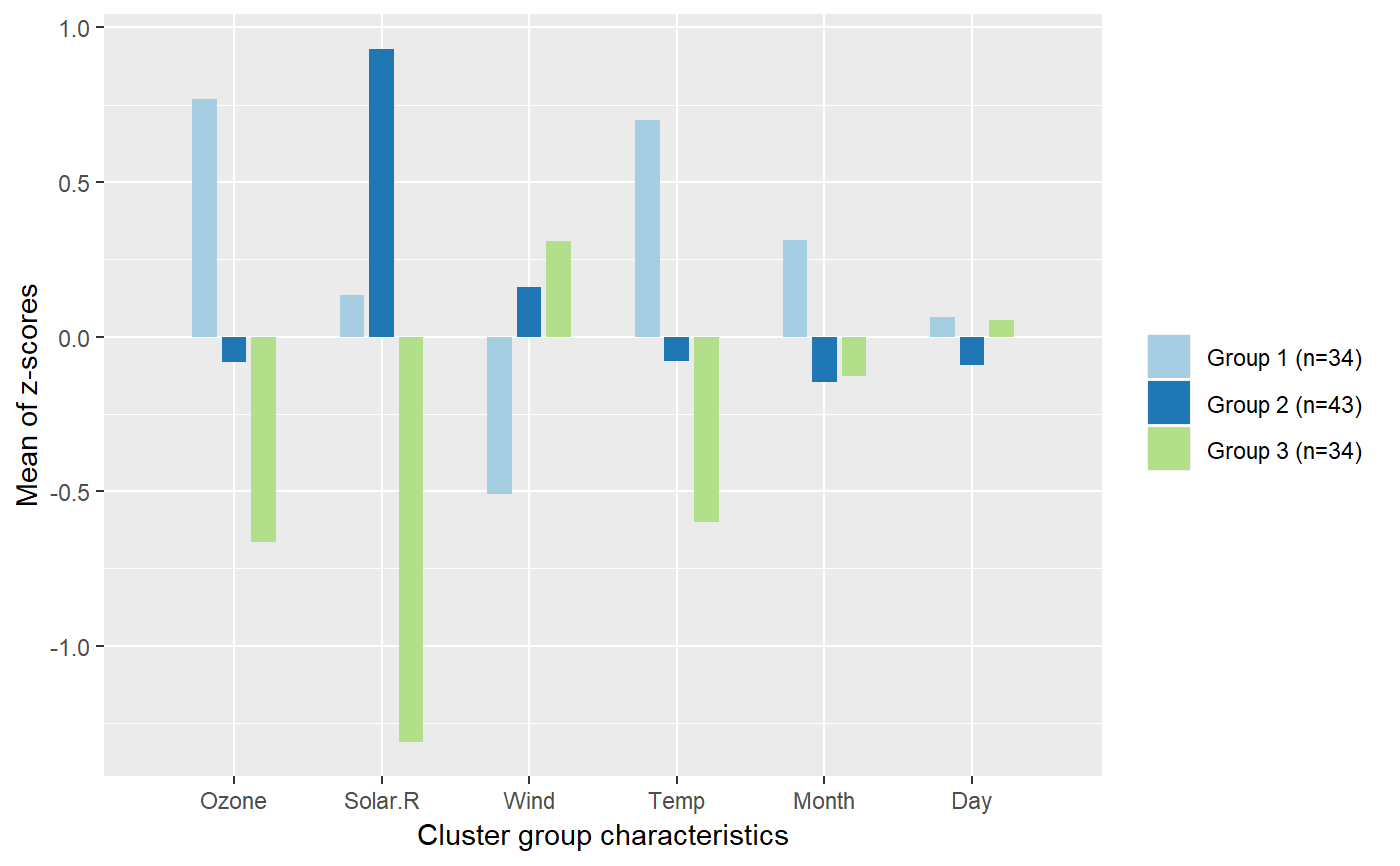 1.0
0.5
0.0
-0.5
-1.0
Mean of z-scores
Ozone Solar.R Wind Temp Month Day
Cluster group characteristics
Group 1 (n=34)
Group 2 (n=43)
Group 3 (n=34)